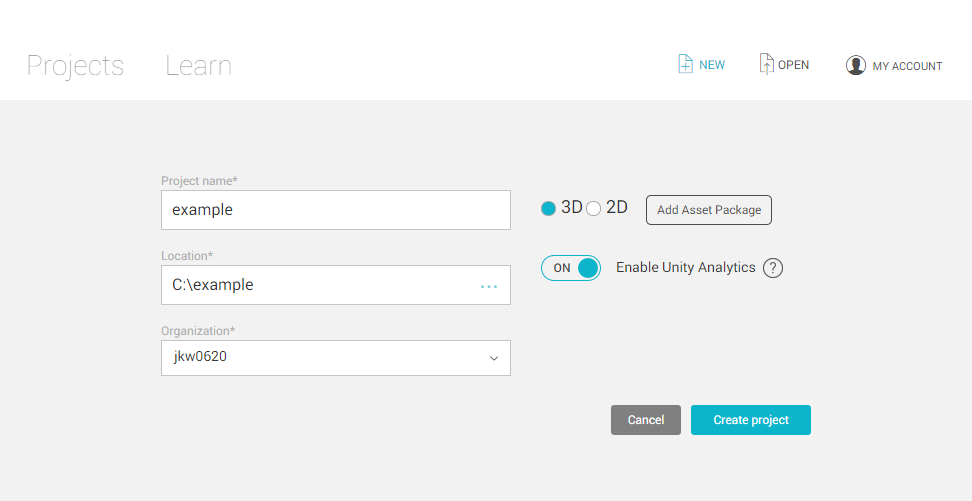 Projects Learn NEW OPEN MY ACCOUNT
Project name*
example 3D 2D Add Asset Package
Location*
C:\example ... ON Enable Unity Analytics ?
Organization*
jkw0620
Cancel Create project